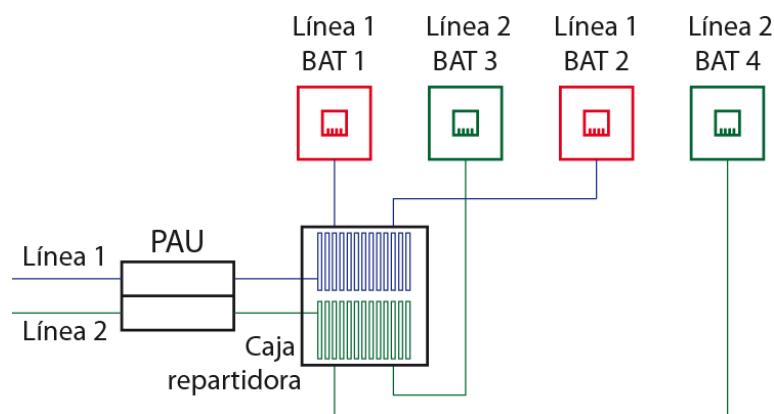 Línea 1
BAT 1
Línea 2
BAT 3
Línea 1
BAT 2
Línea 2
BAT 4
PAU
Línea 1
Línea 2
Caja
repartidora